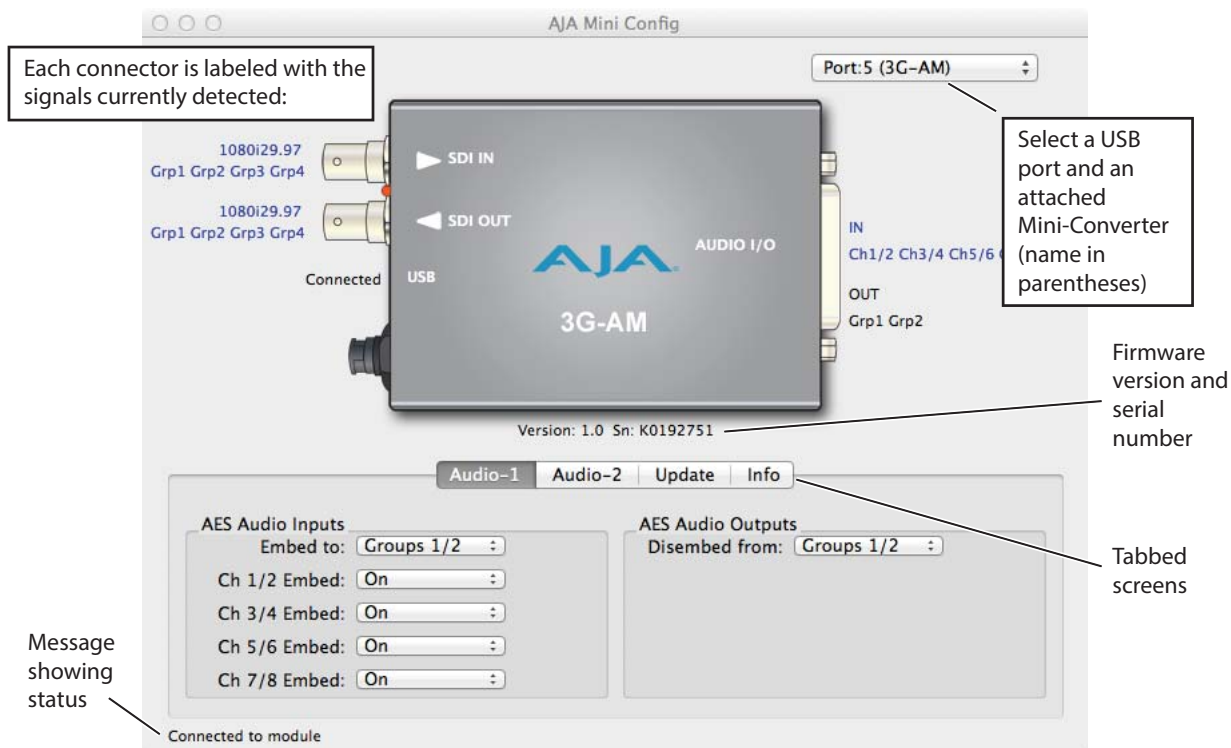 AJA Mini Config
Each connector is labeled with the
signals currently detected:
Port:5 (3G-AM)
Select a USB
port and an
attached
Mini-Converter
(name in
parentheses)
1080i29.97
Grp1 Grp2 Grp3 Grp4
1080i29.97
Grp1 Grp2 Grp3 Grp4
Connected
SDI IN
SDI OUT
USB
AUDIO I/O
AJA
3G-AM
IN
Ch1/2 Ch3/4 Ch5/6
OUT
Grp1 Grp2
Firmware
version and
serial
number
Version: 1.0 Sn: K0192751
Audio-1 Audio-2 Update Info
AES Audio Inputs
Embed to: Groups 1/2
Ch 1/2 Embed: On
Ch 3/4 Embed: On
Ch 5/6 Embed: On
Ch 7/8 Embed: On
AES Audio Outputs
Disembed from: Groups 1/2
Tabbed
screens
Message
showing
status
Connected to module